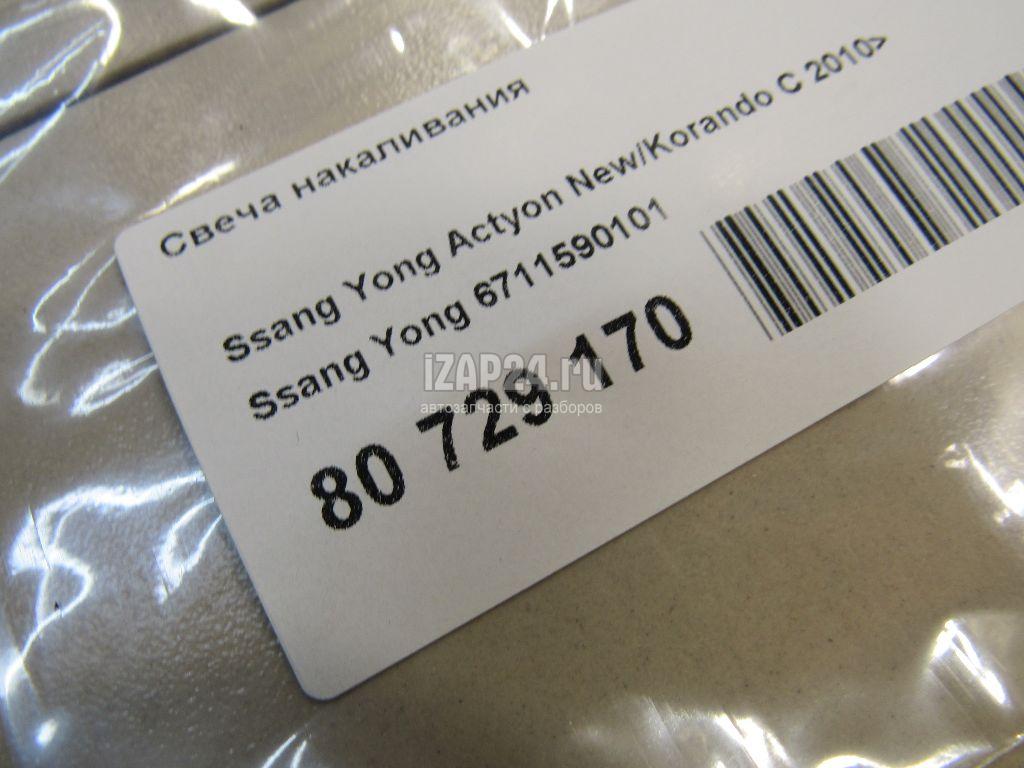 Свеча накаливания
Ssang Yong Actyon New/Korando C 2010>
Ssang Yong 6711590101
80 729 170
iZAP24.ru
автозапчасти с разборов